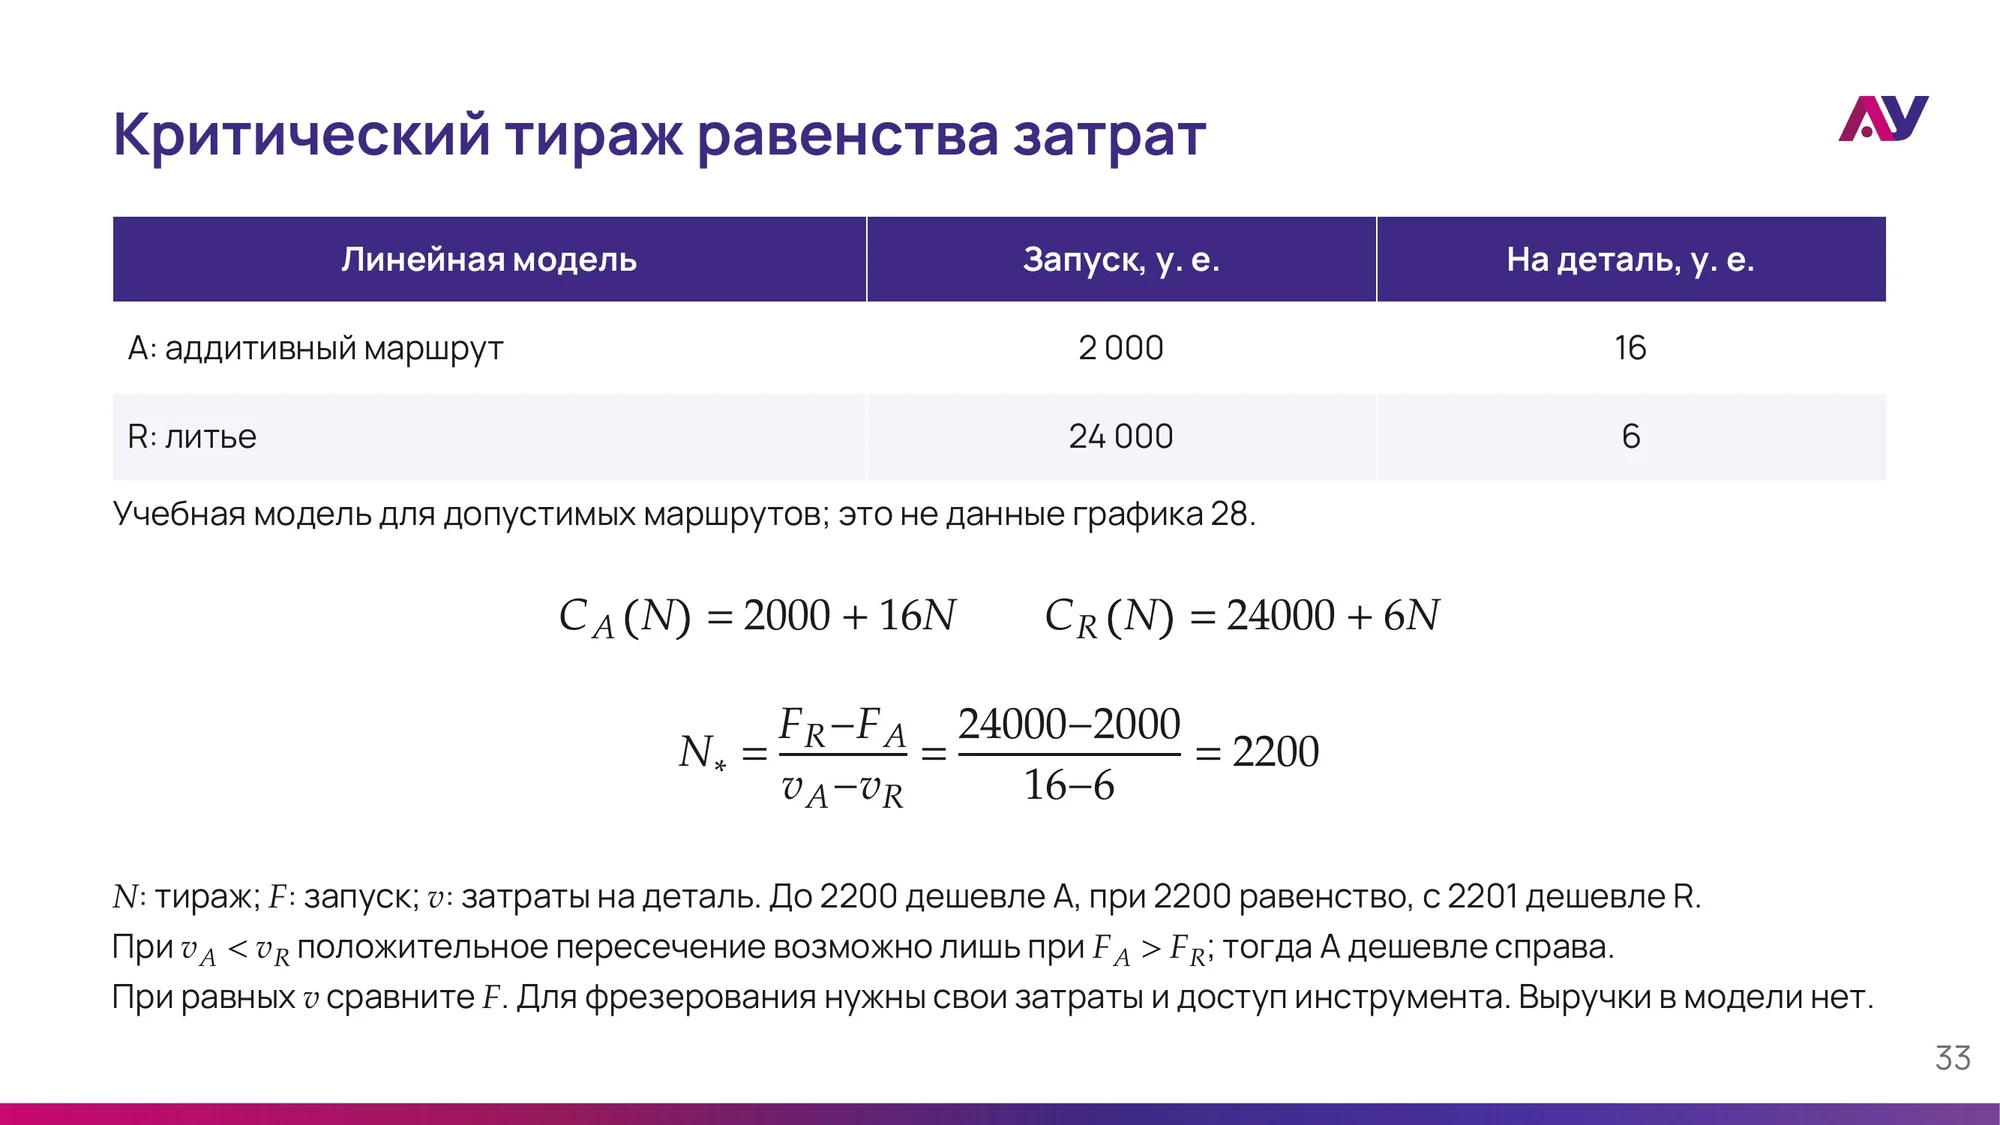 Критический тираж равенства затрат
АУ
Линейная модель Запуск, у. е. На деталь, у. е.
А: аддитивный маршрут 2 000 16
R: литье 24 000 6
Учебная модель для допустимых маршрутов; это не данные графика 28.
C_A(N) = 2000 + 16N C_R(N) = 24000 + 6N
N_* = \frac{F_R−F_A}{v_A−v_R} = \frac{24000−2000}{16−6} = 2200
N: тираж; F: запуск; v: затраты на деталь. До 2200 дешевле А, при 2200 равенство, с 2201 дешевле R.
При v_A < v_R положительное пересечение возможно лишь при F_A > F_R; тогда А дешевле справа.
При равных v сравните F. Для фрезерования нужны свои затраты и доступ инструмента. Выручки в модели нет.
33